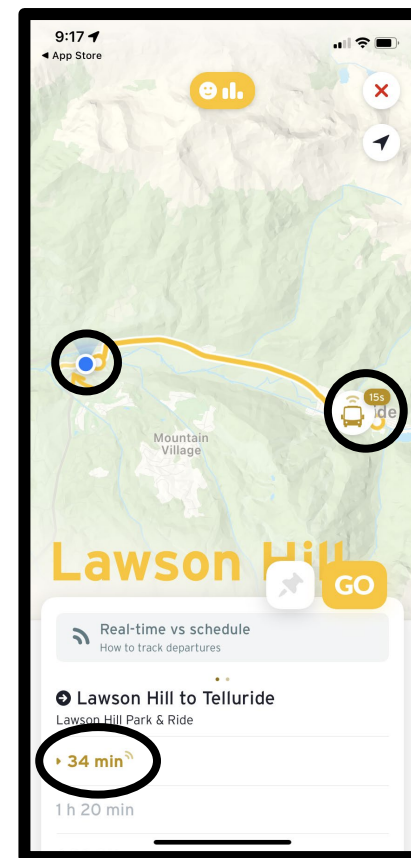 9:17
App Store
15s
ide
Mountain
Village
Lawson Hill
GO
Real-time vs schedule
How to track departures
Lawson Hill to Telluride
Lawson Hill Park & Ride
34 min
1 h 20 min